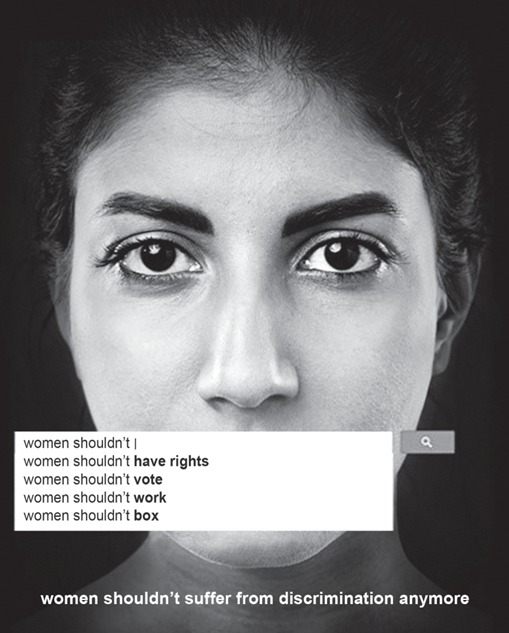 women shouldn't
women shouldn't have rights
women shouldn't vote
women shouldn't work
women shouldn't box
women shouldn't suffer from discrimination anymore